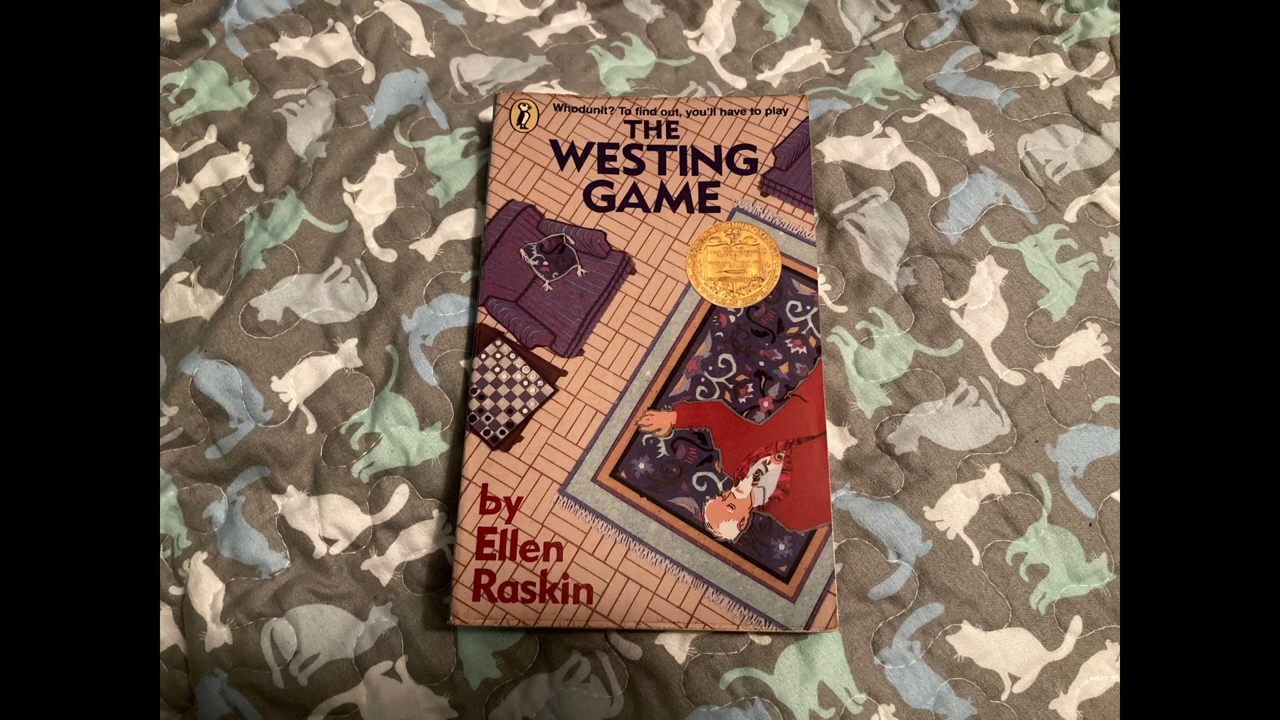 Whodunit? To find out, you'll have to play
THE
WESTING
GAME
by
Ellen
Raskin